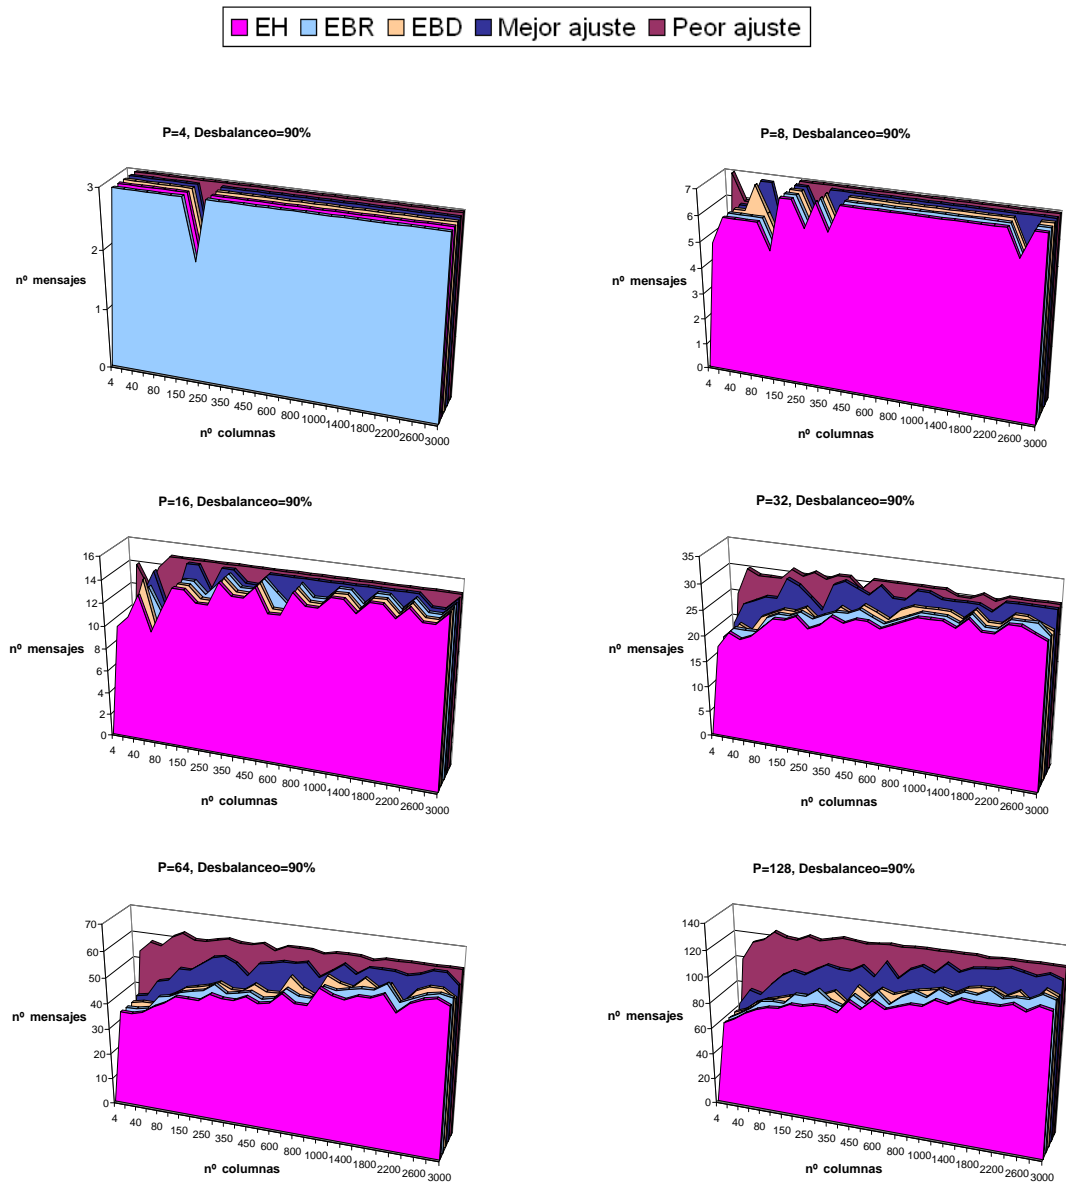 EH EBR EBD Mejor ajuste Peor ajuste
P=4, Desbalanceo=90%
3
2
nº mensajes
1
0
4 40 80 150 250 350 450 600 800 1000 1400 1800 2200 2600 3000
nº columnas
P=8, Desbalanceo=90%
7
6
5
4
nº mensajes
3
2
1
0
4 40 80 150 250 350 450 600 800 1000 1400 1800 2200 2600 3000
nº columnas
P=16, Desbalanceo=90%
16
14
12
10
nº mensajes
8
6
4
2
0
4 40 80 150 250 350 450 600 800 1000 1400 1800 2200 2600 3000
nº columnas
P=32, Desbalanceo=90%
35
30
25
20
nº mensajes
15
10
5
0
4 40 80 150 250 350 450 600 800 1000 1400 1800 2200 2600 3000
nº columnas
P=64, Desbalanceo=90%
70
60
50
40
nº mensajes
30
20
10
0
4 40 80 150 250 350 450 600 800 1000 1400 1800 2200 2600 3000
nº columnas
P=128, Desbalanceo=90%
140
120
100
80
nº mensajes
60
40
20
0
4 40 80 150 250 350 450 600 800 1000 1400 1800 2200 2600 3000
nº columnas